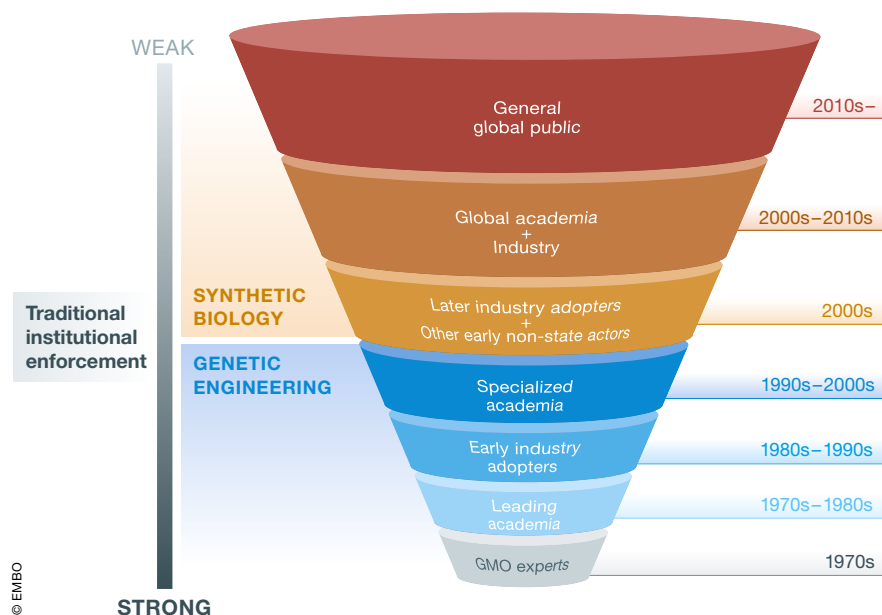 WEAK
General
global public
2010s–
Global academia
+
Industry
2000s–2010s
SYNTHETIC
BIOLOGY
Later industry adopters
+
Other early non-state actors
2000s
Traditional
institutional
enforcement
GENETIC
ENGINEERING
Specialized
academia
1990s–2000s
Early industry
adopters
1980s–1990s
Leading
academia
1970s–1980s
GMO experts
1970s
STRONG
© EMBO